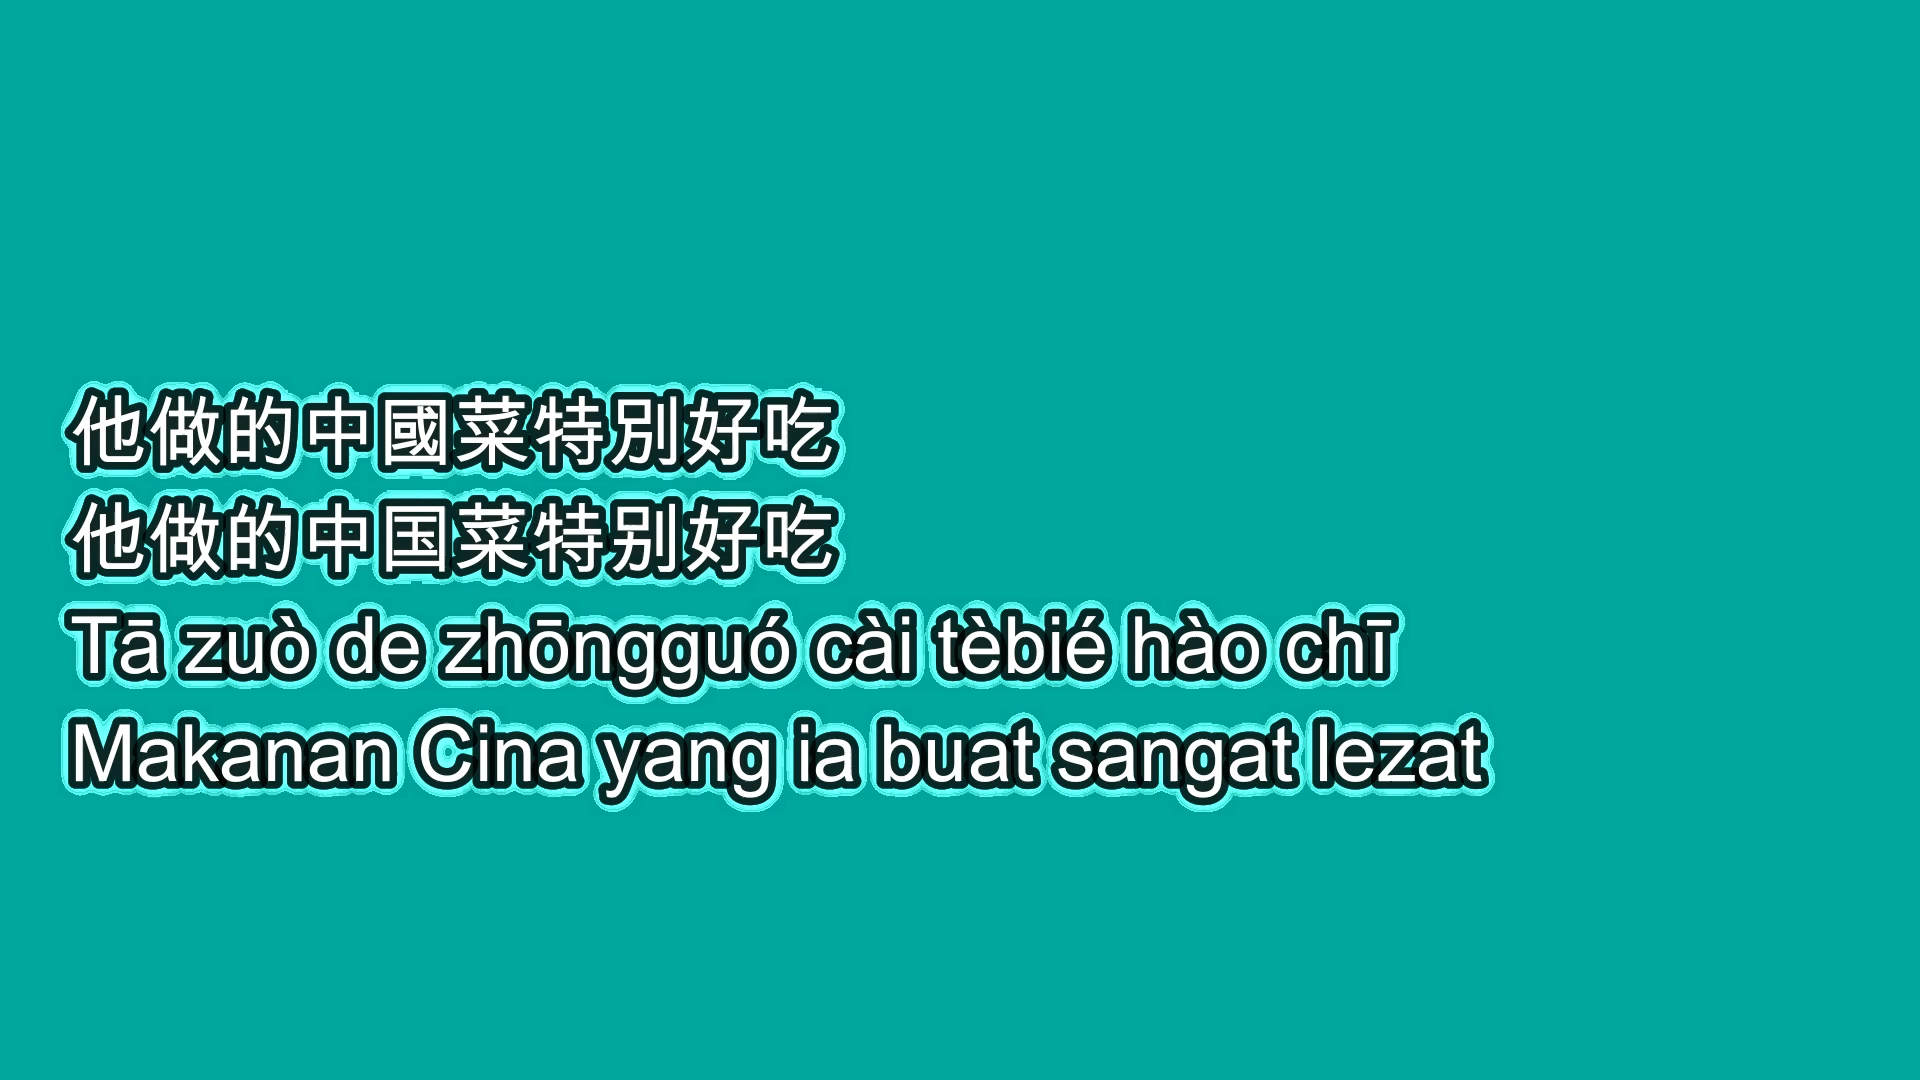 他做的中國菜特別好吃
他做的中国菜特别好吃
Tā zuò de zhōngguó cài tèbié hào chī
Makanan Cina yang ia buat sangat lezat